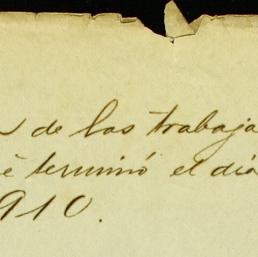 de los trabaja
é terminó el día
910.